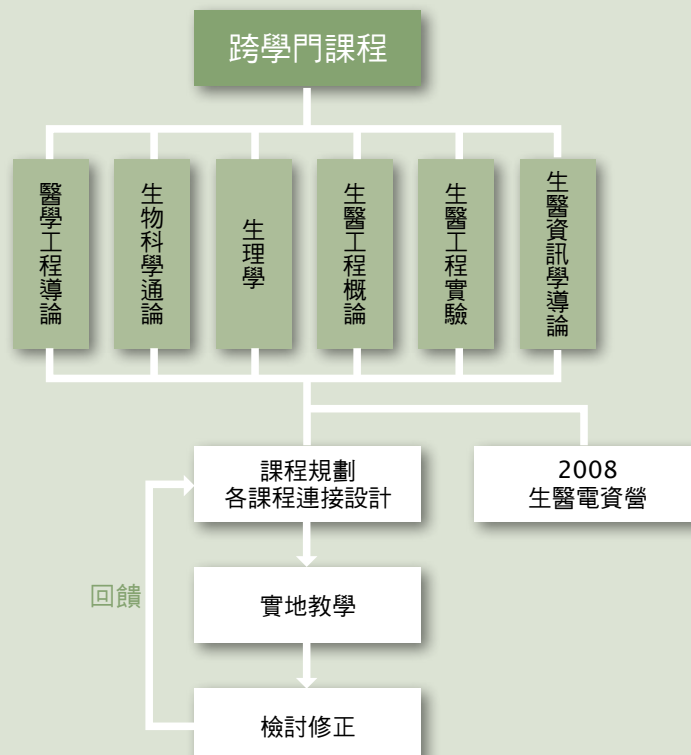 跨學門課程
醫學工程導論
生物科學通論
生理學
生醫工程概論
生醫工程實驗
生醫資訊學導論
課程規劃
各課程連接設計
2008
生醫電資營
回饋
實地教學
檢討修正